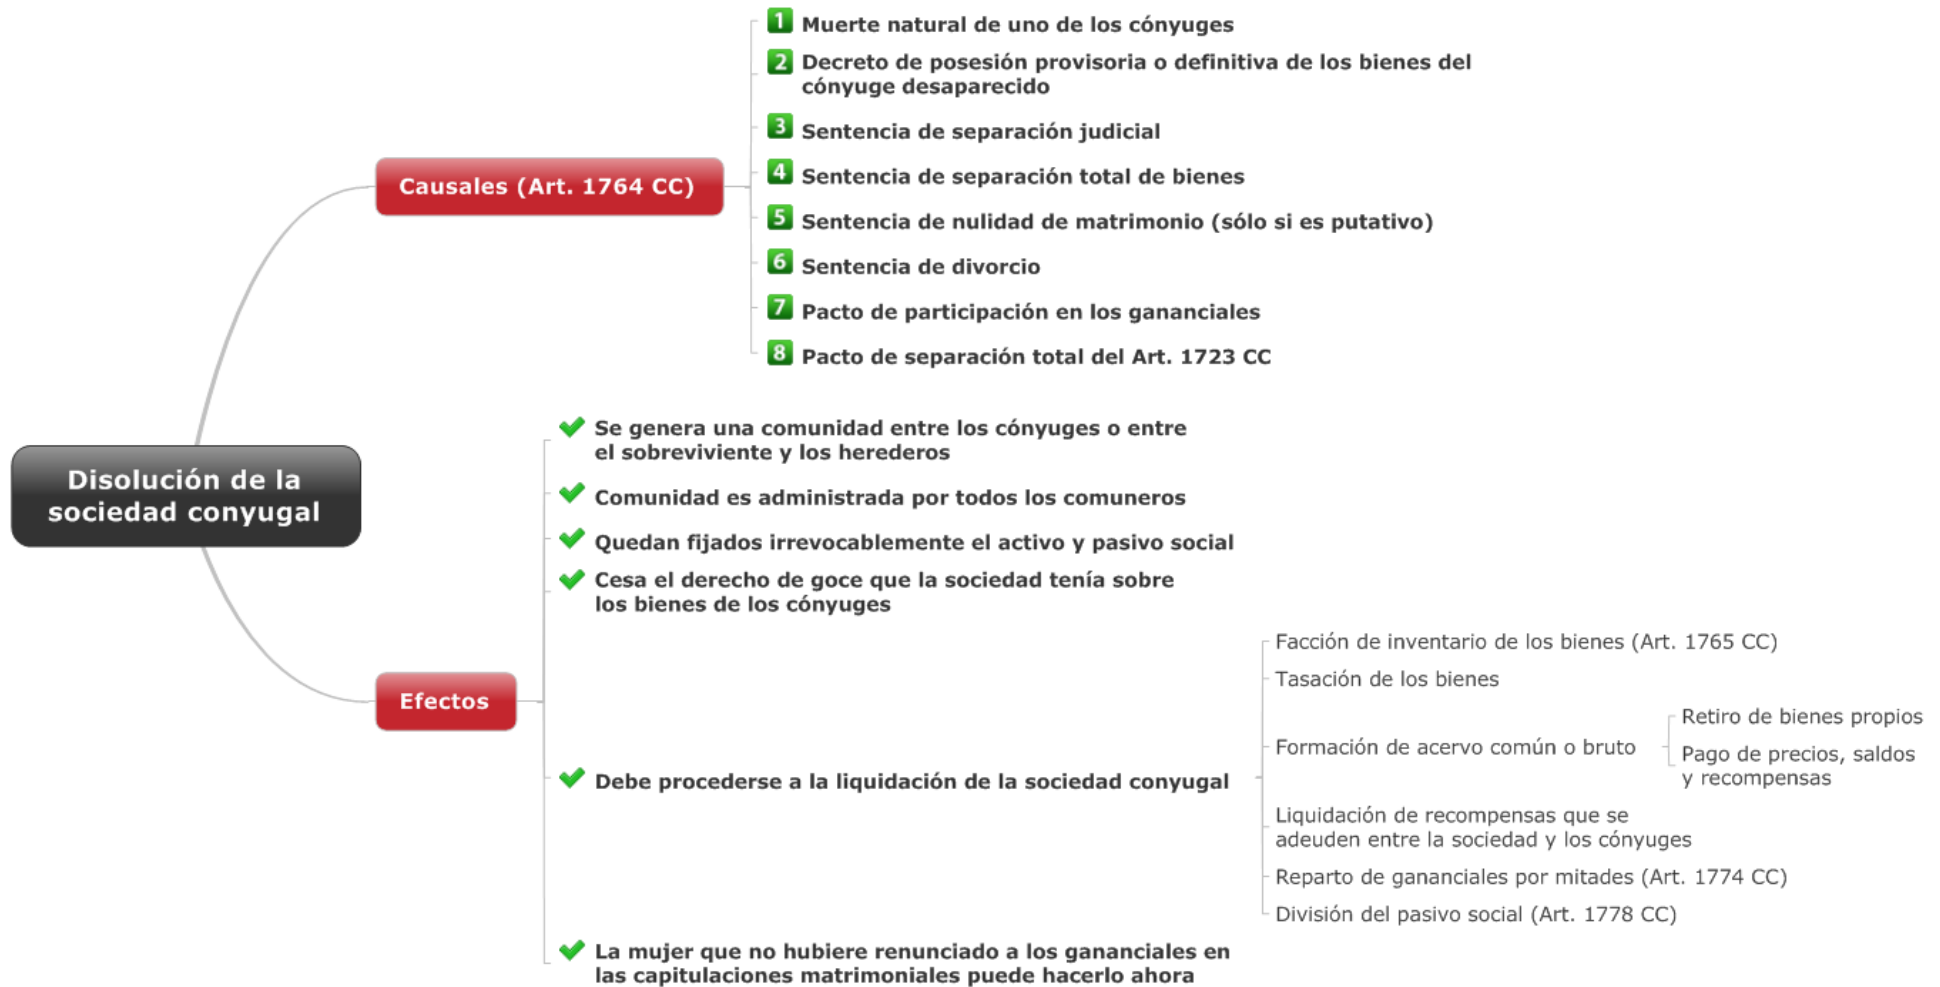 Disolución de la
sociedad conyugal
Causales (Art. 1764 CC)
1 Muerte natural de uno de los cónyuges
2 Decreto de posesión provisoria o definitiva de los bienes del
cónyuge desaparecido
3 Sentencia de separación judicial
4 Sentencia de separación total de bienes
5 Sentencia de nulidad de matrimonio (sólo si es putativo)
6 Sentencia de divorcio
7 Pacto de participación en los gananciales
8 Pacto de separación total del Art. 1723 CC
Efectos
Se genera una comunidad entre los cónyuges o entre
el sobreviviente y los herederos
Comunidad es administrada por todos los comuneros
Quedan fijados irrevocablemente el activo y pasivo social
Cesa el derecho de goce que la sociedad tenía sobre
los bienes de los cónyuges
Debe procederse a la liquidación de la sociedad conyugal
Facción de inventario de los bienes (Art. 1765 CC)
Tasación de los bienes
Formación de acervo común o bruto
Retiro de bienes propios
Pago de precios, saldos
y recompensas
Liquidación de recompensas que se
adeuden entre la sociedad y los cónyuges
Reparto de gananciales por mitades (Art. 1774 CC)
División del pasivo social (Art. 1778 CC)
La mujer que no hubiere renunciado a los gananciales en
las capitulaciones matrimoniales puede hacerlo ahora